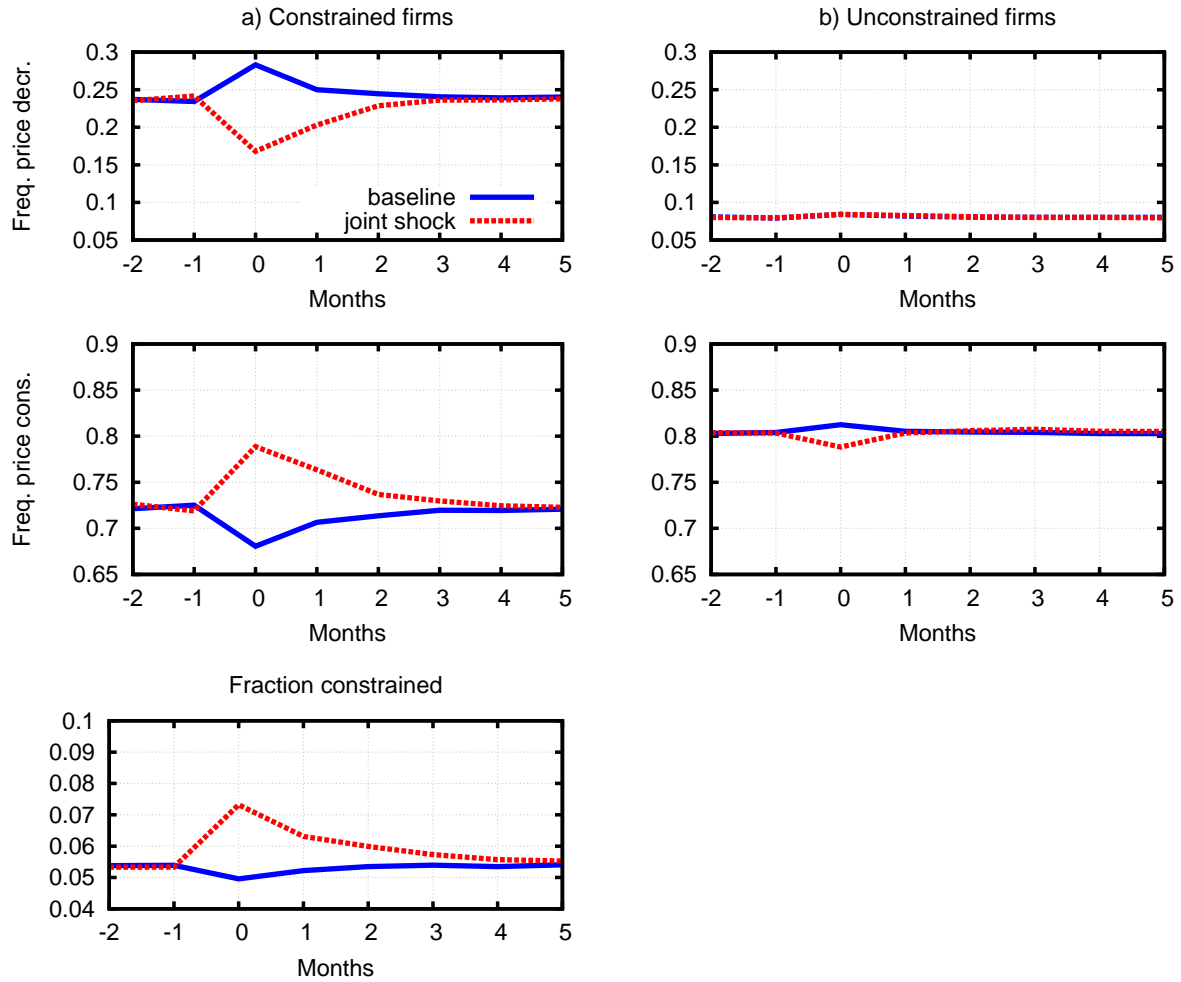 a) Constrained firms
b) Unconstrained firms
Freq. price decr.
0.3
0.25
0.2
0.15
0.1
0.05
baseline
joint shock
-2 -1 0 1 2 3 4 5
Months
0.3
0.25
0.2
0.15
0.1
0.05
-2 -1 0 1 2 3 4 5
Months
Freq. price cons.
0.9
0.85
0.8
0.75
0.7
0.65
-2 -1 0 1 2 3 4 5
Months
0.9
0.85
0.8
0.75
0.7
0.65
-2 -1 0 1 2 3 4 5
Months
Fraction constrained
0.1
0.09
0.08
0.07
0.06
0.05
0.04
-2 -1 0 1 2 3 4 5
Months